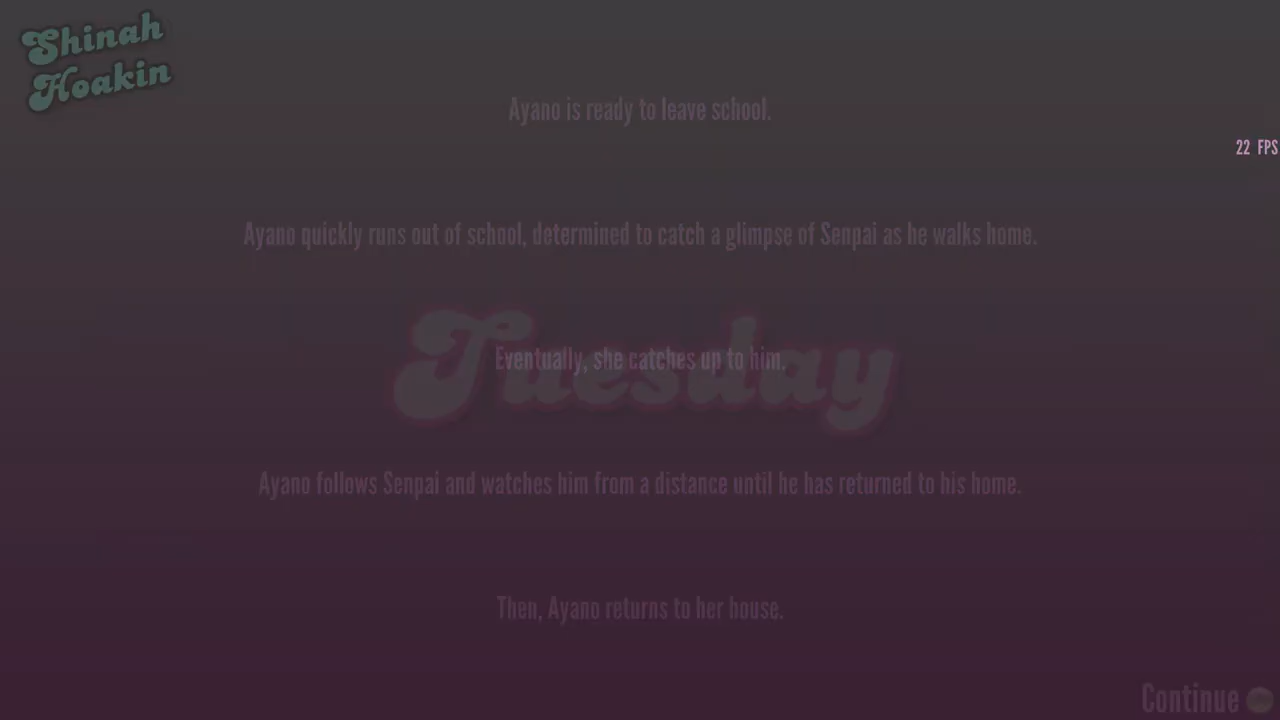 Shinah
Hoakin
Ayano is ready to leave school.
22 FPS
Ayano quickly runs out of school, determined to catch a glimpse of Senpai as he walks home.
Tuesday
Eventually, she catches up to him.
Ayano follows Senpai and watches him from a distance until he has returned to his home.
Then, Ayano returns to her house.
Continue